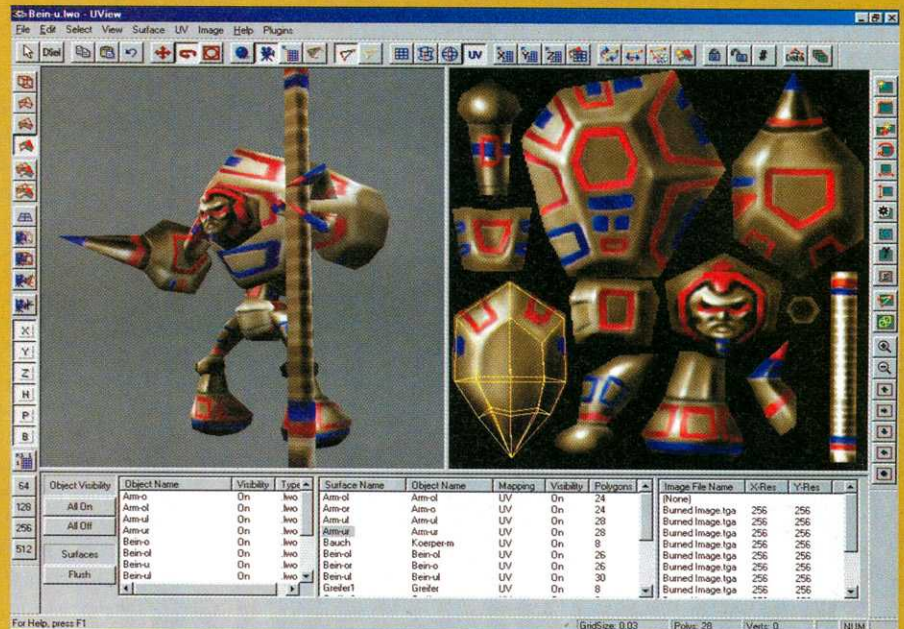 Bein-u.lwo - UView
File Edit Select View Surface UV Image Help Plugins
DIsel UV # DATA
X
Y
Z
H
P
B
64
128
256
512
Object Visibility
All On
All Off
Surfaces
Flush
Object Name Visibility Type
Arm-o On .lwo
Arm-ol On .lwo
Arm-ul On .lwo
Arm-ur On .lwo
Bein-o On .lwo
Bein-ol On .lwo
Bein-u On .lwo
Bein-ul On .lwo
Surface Name Object Name Mapping Visibility Polygons
Arm-ol Arm-ol UV On 24
Arm-or Arm-o UV On 24
Arm-ul Arm-ul UV On 28
Arm-ur Arm-ur UV On 28
Bauch Koerper-m UV On 8
Bein-ol Bein-ol UV On 26
Bein-or Bein-o UV On 26
Bein-ul Bein-ul UV On 30
Greifer1 Greifer UV On 8
Image File Name X-Res Y-Res
(None)
Burned Image.tga 256 256
Burned Image.tga 256 256
Burned Image.tga 256 256
Burned Image.tga 256 256
Burned Image.tga 256 256
Burned Image.tga 256 256
Burned Image.tga 256 256
Burned Image.tga 256 256
For Help, press F1
GridSize: 0.03 Polys: 28 Verts: 0 NUM